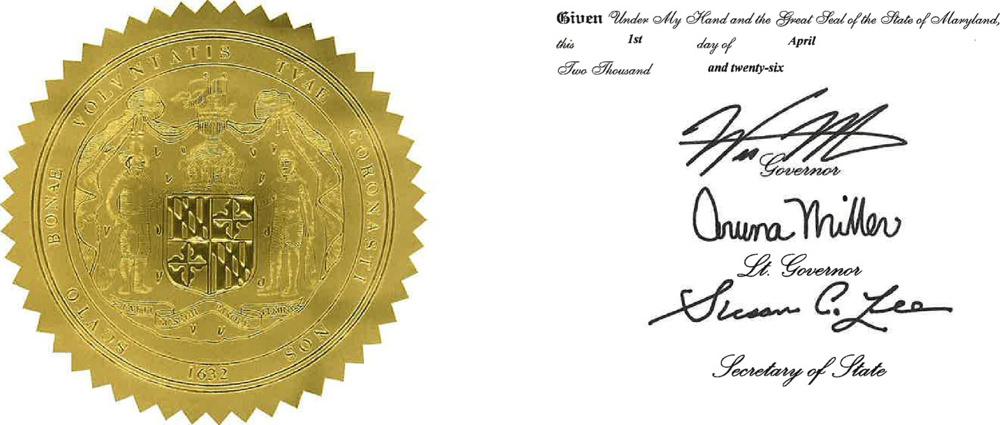 SCVTO BONAE VOLVNTATIS TVAE CORONASTI NOS
1632
FATTI MASCHII PAROLE FEMINE
Given Under My Hand and the Great Seal of the State of Maryland,
this 1st day of April
Two Thousand and twenty-six
Wes Moore
Governor
Aruna Miller
Lt. Governor
Susan C. Lee
Secretary of State